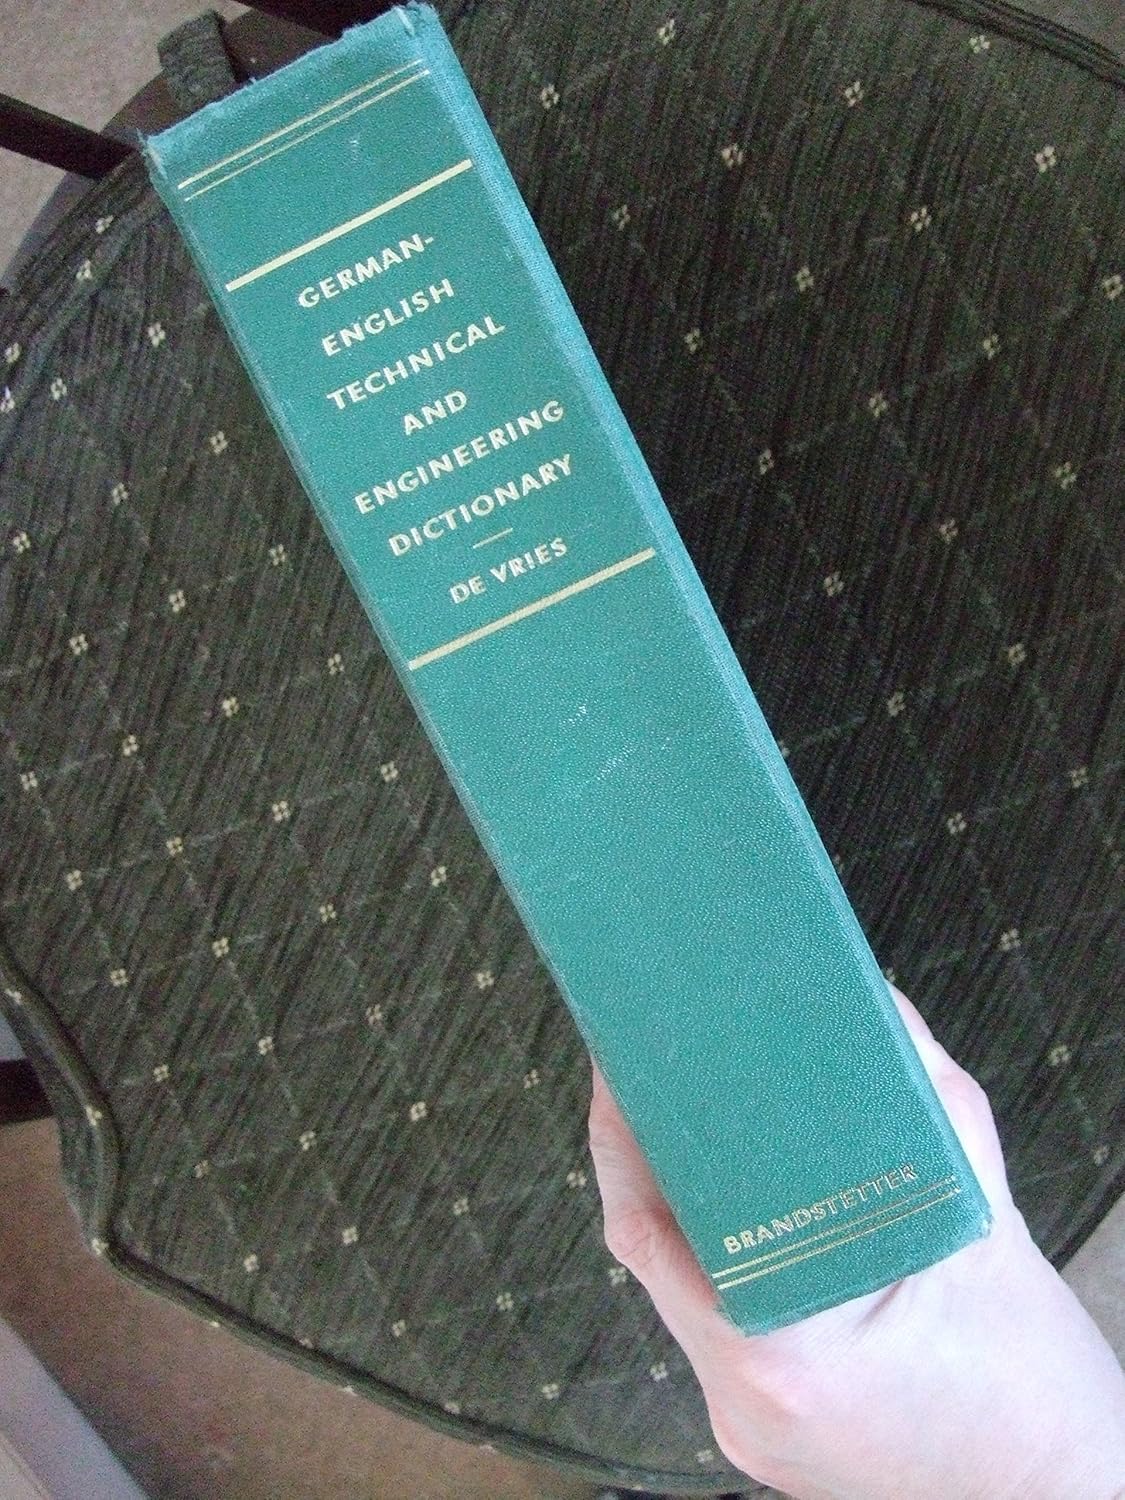 GERMAN-
ENGLISH
TECHNICAL
AND
ENGINEERING
DICTIONARY
DE VRIES
BRANDSTETTER